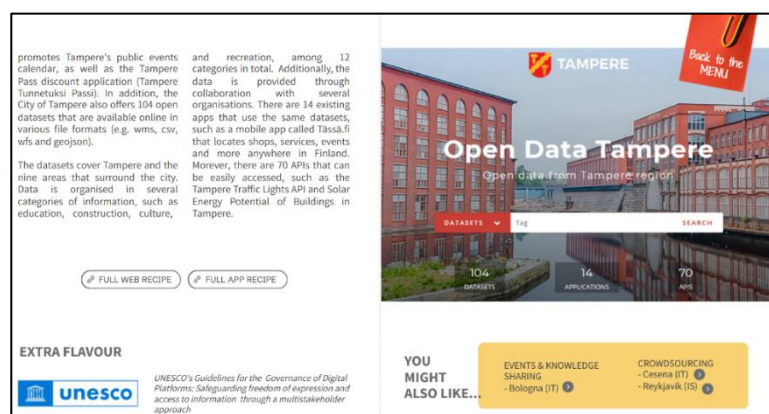 promotes Tampere's public events
calendar, as well as the Tampere
Pass discount application (Tampere
Tunnetuksi Passi). In addition, the
City of Tampere also offers 104 open
datasets that are available online in
various file formats (e.g. wms, csv,
wfs and geojson).
The datasets cover Tampere and the
nine areas that surround the city.
Data is organised in several
categories of information, such as
education, construction, culture,
and recreation, among 12
categories in total. Additionally, the
data is provided through
collaboration with several
organisations. There are 14 existing
apps that use the same datasets,
such as a mobile app called Tässä.fi
that locates shops, services, events
and more anywhere in Finland.
Morever, there are 70 APIs that can
be easily accessed, such as the
Tampere Traffic Lights API and Solar
Energy Potential of Buildings in
Tampere.
FULL WEB RECIPE
FULL APP RECIPE
EXTRA FLAVOUR
unesco
UNESCO's Guidelines for the Governance of Digital
Platforms: Safeguarding freedom of expression and
access to information through a multistakeholder
approach
Back to the
MENU
TAMPERE
Open Data Tampere
Open data from Tampere region
DATASETS Tag SEARCH
104 14 70
DATASETS APPLICATIONS APIS
YOU
MIGHT
ALSO LIKE...
EVENTS & KNOWLEDGE
SHARING
- Bologna (IT)
CROWDSOURCING
- Cesena (IT)
- Reykjavik (IS)